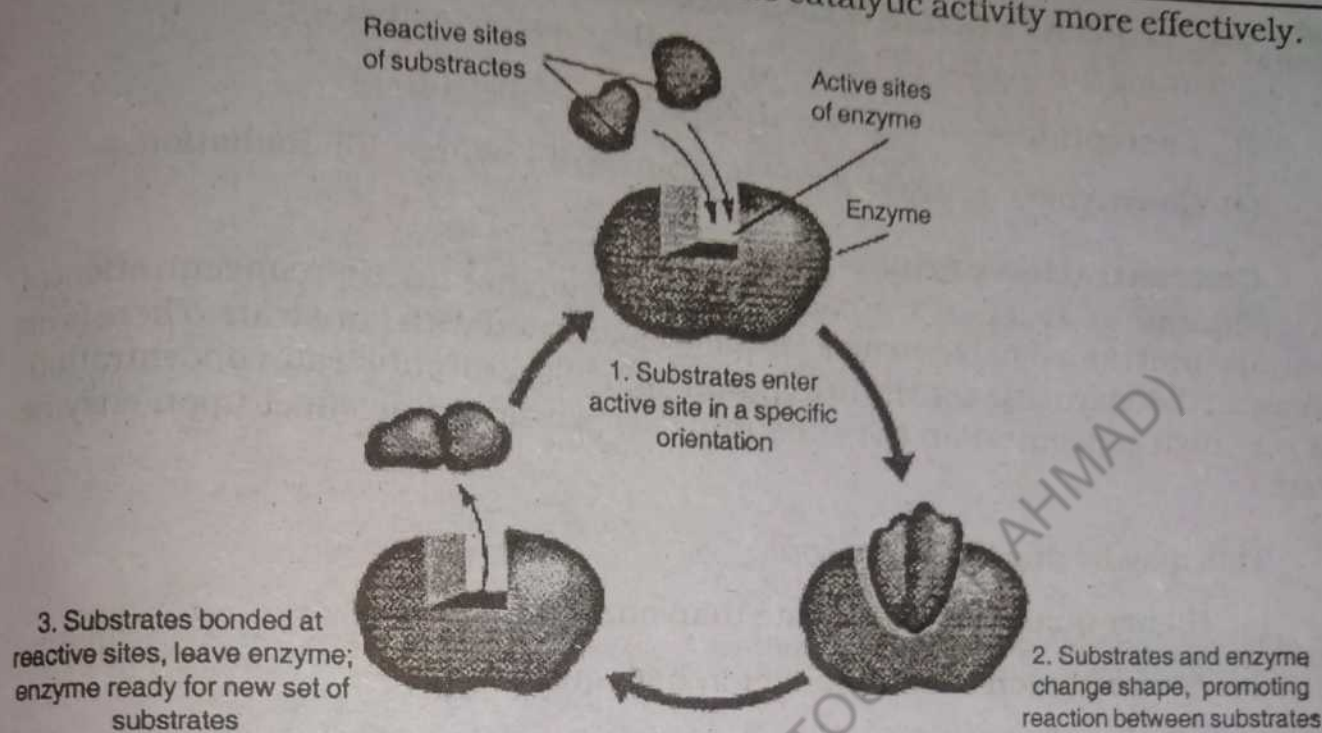 catalytic activity more effectively.
Reactive sites
of substractes
Active sites
of enzyme
Enzyme
1. Substrates enter
active site in a specific
orientation
AHMAD)
3. Substrates bonded at
reactive sites, leave enzyme;
enzyme ready for new set of
substrates
2. Substrates and enzyme
change shape, promoting
reaction between substrates